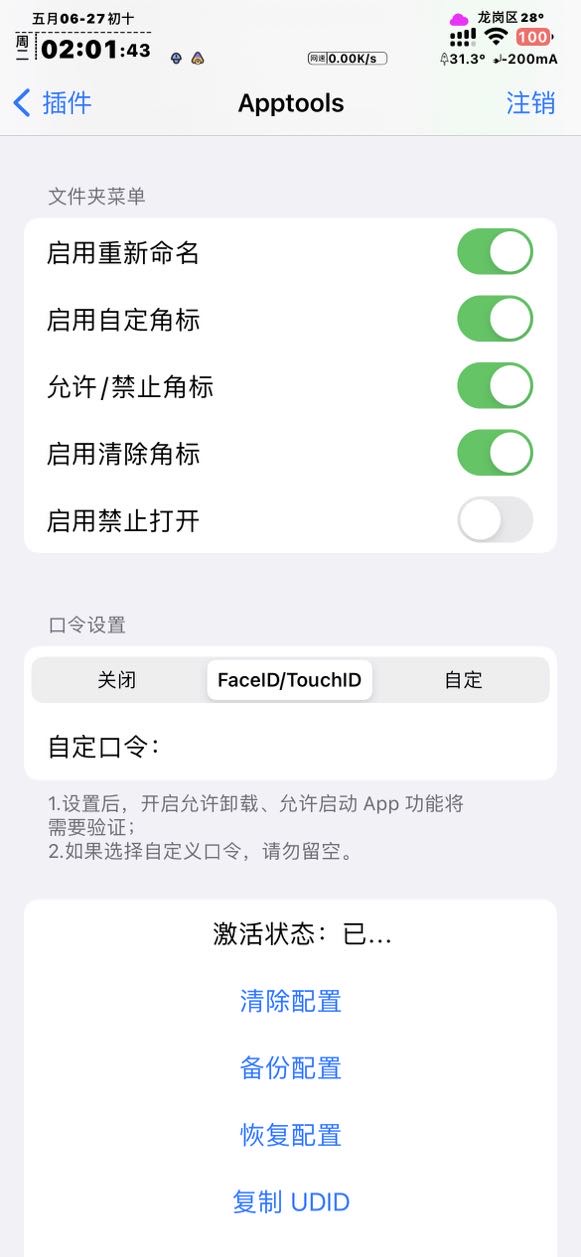 五月06-27初十
周二
02:01:43
网速0.00K/s
龙岗区28°
100
31.3° -200mA
插件
Apptools
注销
文件夹菜单
启用重新命名
启用自定角标
允许/禁止角标
启用清除角标
启用禁止打开
口令设置
关闭
FaceID/TouchID
自定
自定口令：
1.设置后，开启允许卸载、允许启动 App 功能将
需要验证；
2.如果选择自定义口令，请勿留空。
激活状态：已...
清除配置
备份配置
恢复配置
复制 UDID